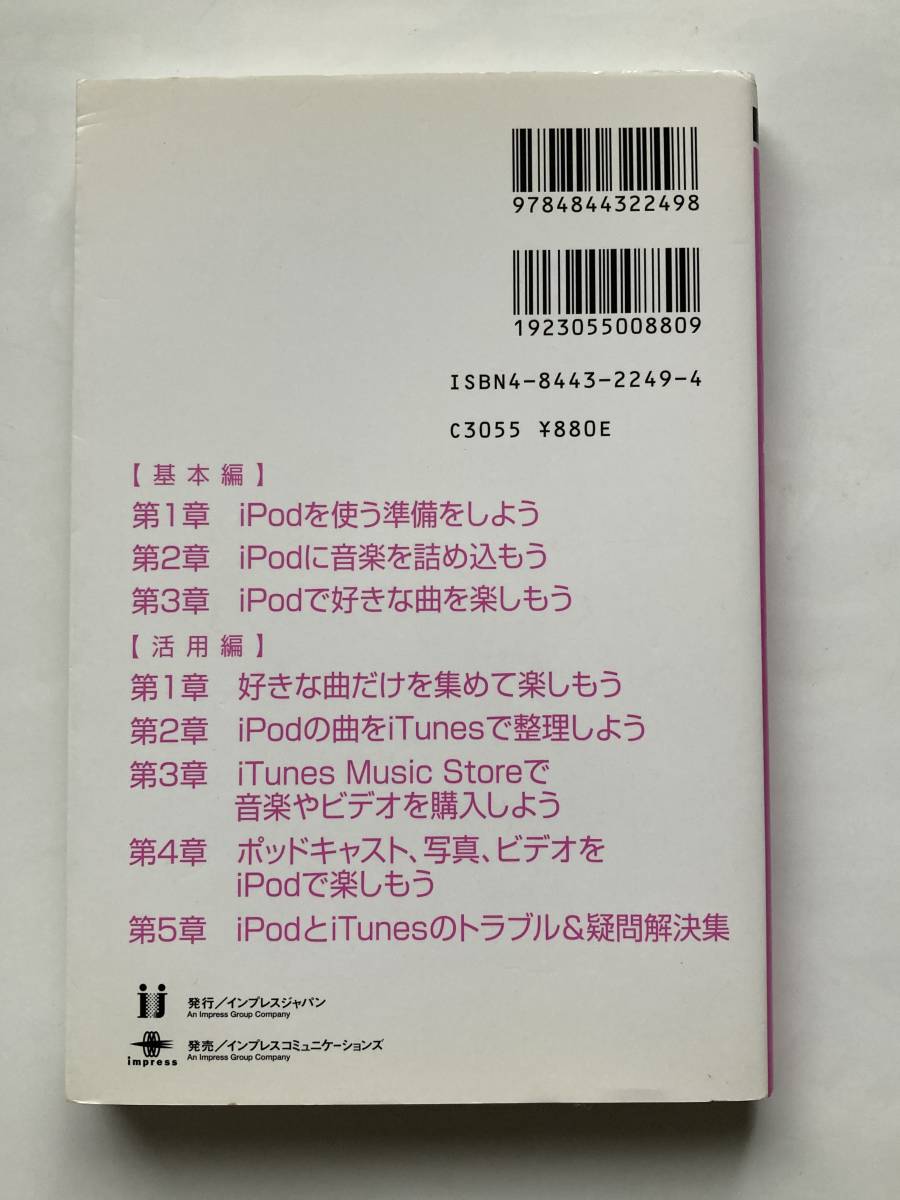 9784844322498
1923055008809
ISBN4-8443-2249-4
C3055 ¥880E
【基本編】
第1章 iPodを使う準備をしよう
第2章 iPodに音楽を詰め込もう
第3章 iPodで好きな曲を楽しもう
【活用編】
第1章 好きな曲だけを集めて楽しもう
第2章 iPodの曲をiTunesで整理しよう
第3章 iTunes Music Storeで
音楽やビデオを購入しよう
第4章 ポッドキャスト、写真、ビデオを
iPodで楽しもう
第5章 iPodとiTunesのトラブル&疑問解決集
発行/インプレスジャパン
An Impress Group Company
impress
発売/インプレスコミュニケーションズ
An Impress Group Company